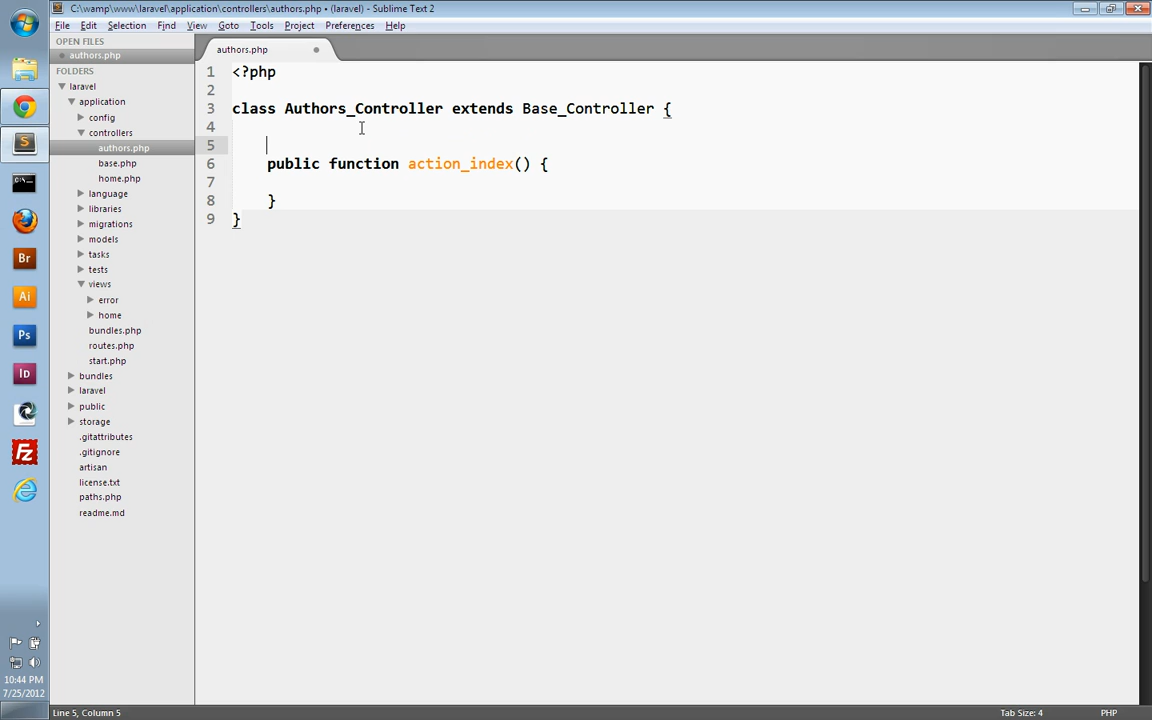 C:\wamp\www\laravel\application\controllers\authors.php • (laravel) - Sublime Text 2
File Edit Selection Find View Goto Tools Project Preferences Help
OPEN FILES
authors.php
FOLDERS
laravel
application
config
controllers
authors.php
base.php
home.php
language
libraries
migrations
models
tasks
tests
views
error
home
bundles.php
routes.php
start.php
bundles
laravel
public
storage
.gitattributes
.gitignore
artisan
license.txt
paths.php
readme.md
authors.php
1 <?php
2
3 class Authors_Controller extends Base_Controller {
4
5
6 public function action_index() {
7
8 }
9 }
S
C:\
Br
Ai
Ps
Id
Fz
10:44 PM
7/25/2012
Line 5, Column 5
Tab Size: 4
PHP